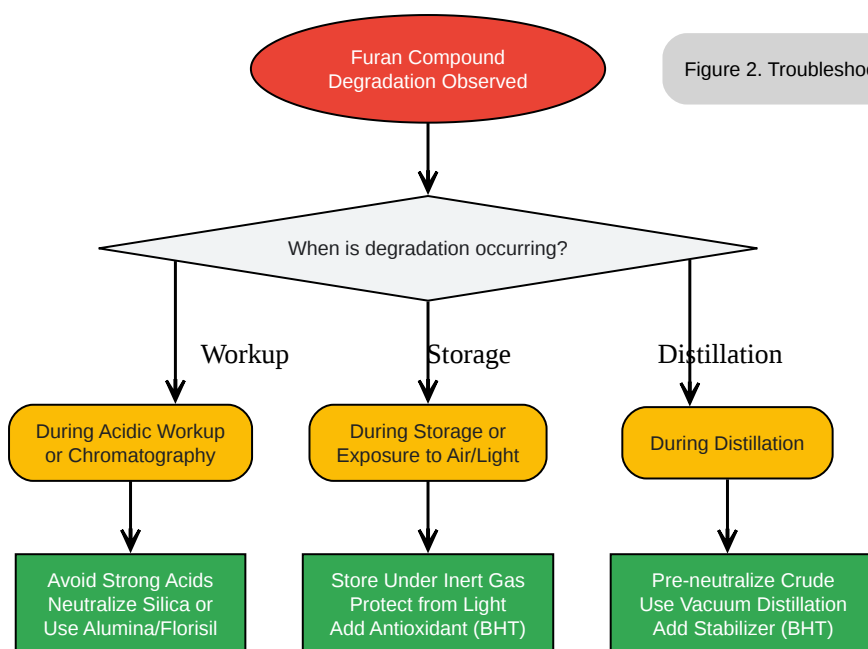 Furan Compound
Degradation Observed
Figure 2.
When is degradation occurring?
Workup
Storage
Distillation
During Acidic Workup
or Chromatography
During Storage or
Exposure to Air/Light
During Distillation
Avoid Strong Acids
Neutralize Silica or
Use Alumina/Florisil
Store Under Inert Gas
Protect from Light
Add Antioxidant (BHT)
Pre-neutralize Crude
Use Vacuum Distillation
Add Stabilizer (BHT)